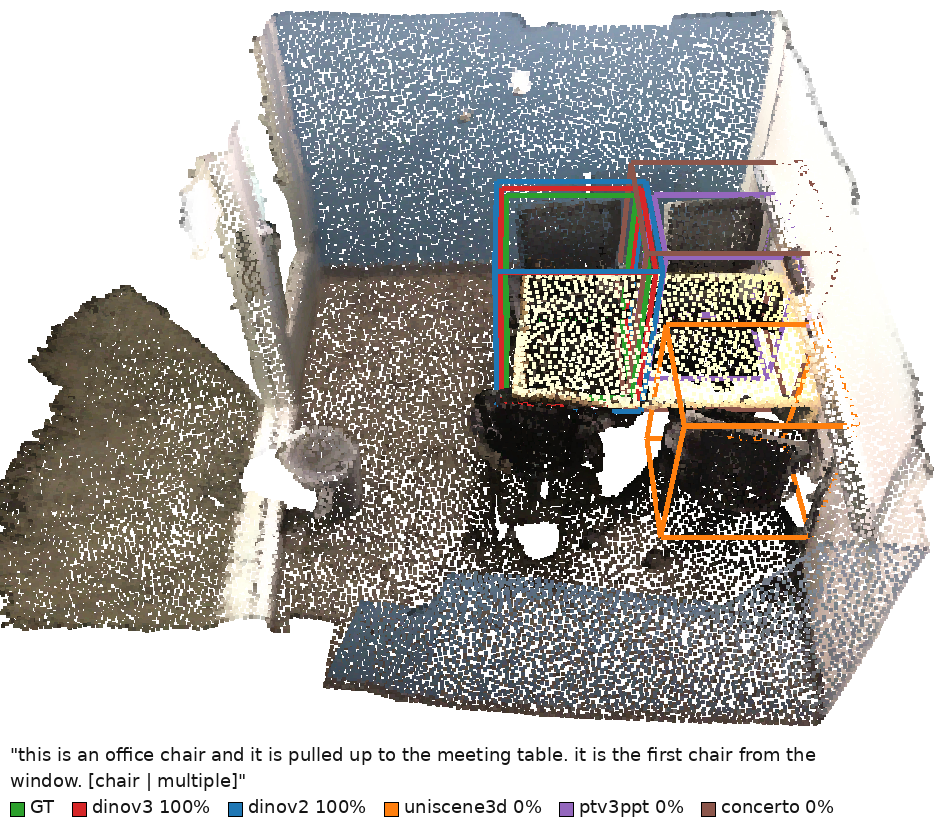 "this is an office chair and it is pulled up to the meeting table. it is the first chair from the
window. [chair | multiple]"
GT dinov3 100% dinov2 100% uniscene3d 0% ptv3ppt 0% concerto 0%